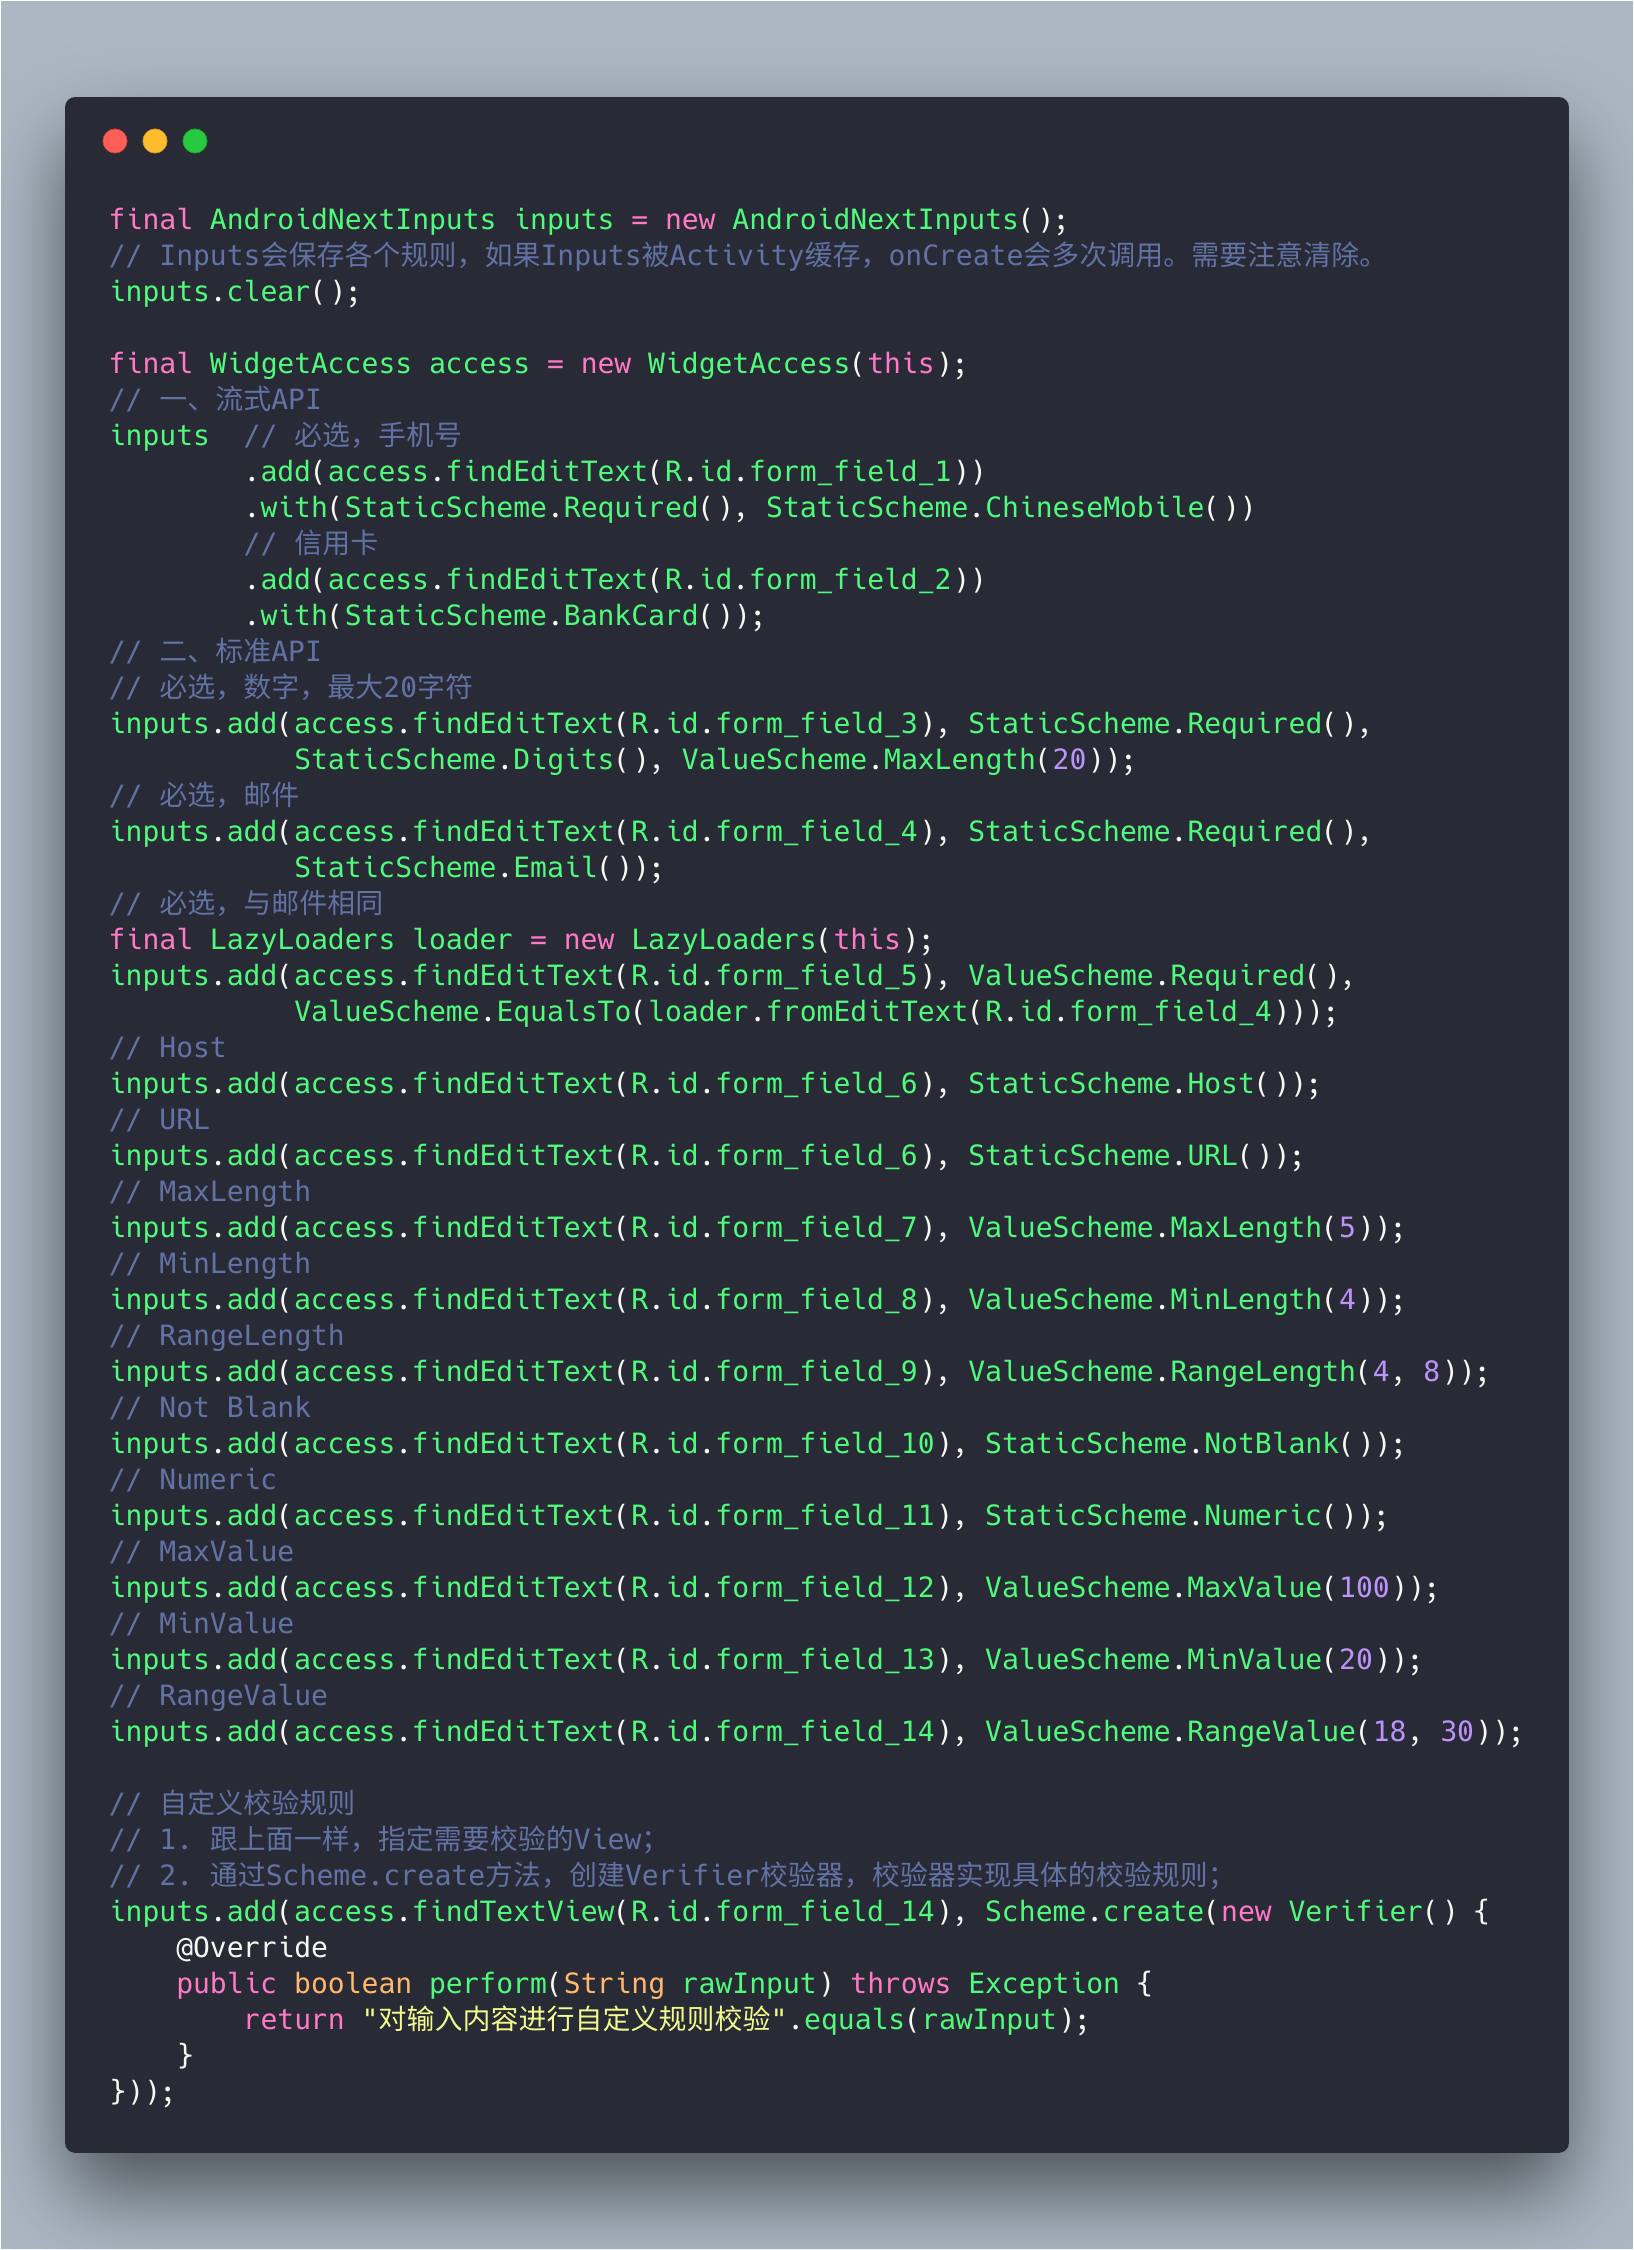 final AndroidNextInputs inputs = new AndroidNextInputs();
// Inputs会保存各个规则，如果Inputs被Activity缓存，onCreate会多次调用。需要注意清除。
inputs.clear();

final WidgetAccess access = new WidgetAccess(this);
// 一、流式API
inputs  // 必选，手机号
        .add(access.findEditText(R.id.form_field_1))
        .with(StaticScheme.Required(), StaticScheme.ChineseMobile())
        // 信用卡
        .add(access.findEditText(R.id.form_field_2))
        .with(StaticScheme.BankCard());
// 二、标准API
// 必选，数字，最大20字符
inputs.add(access.findEditText(R.id.form_field_3), StaticScheme.Required(),
           StaticScheme.Digits(), ValueScheme.MaxLength(20));
// 必选，邮件
inputs.add(access.findEditText(R.id.form_field_4), StaticScheme.Required(),
           StaticScheme.Email());
// 必选，与邮件相同
final LazyLoaders loader = new LazyLoaders(this);
inputs.add(access.findEditText(R.id.form_field_5), ValueScheme.Required(),
           ValueScheme.EqualsTo(loader.fromEditText(R.id.form_field_4)));
// Host
inputs.add(access.findEditText(R.id.form_field_6), StaticScheme.Host());
// URL
inputs.add(access.findEditText(R.id.form_field_6), StaticScheme.URL());
// MaxLength
inputs.add(access.findEditText(R.id.form_field_7), ValueScheme.MaxLength(5));
// MinLength
inputs.add(access.findEditText(R.id.form_field_8), ValueScheme.MinLength(4));
// RangeLength
inputs.add(access.findEditText(R.id.form_field_9), ValueScheme.RangeLength(4, 8));
// Not Blank
inputs.add(access.findEditText(R.id.form_field_10), StaticScheme.NotBlank());
// Numeric
inputs.add(access.findEditText(R.id.form_field_11), StaticScheme.Numeric());
// MaxValue
inputs.add(access.findEditText(R.id.form_field_12), ValueScheme.MaxValue(100));
// MinValue
inputs.add(access.findEditText(R.id.form_field_13), ValueScheme.MinValue(20));
// RangeValue
inputs.add(access.findEditText(R.id.form_field_14), ValueScheme.RangeValue(18, 30));

// 自定义校验规则
// 1. 跟上面一样，指定需要校验的View；
// 2. 通过Scheme.create方法，创建Verifier校验器，校验器实现具体的校验规则；
inputs.add(access.findTextView(R.id.form_field_14), Scheme.create(new Verifier() {
    @Override
    public boolean perform(String rawInput) throws Exception {
        return "对输入内容进行自定义规则校验".equals(rawInput);
    }
}));